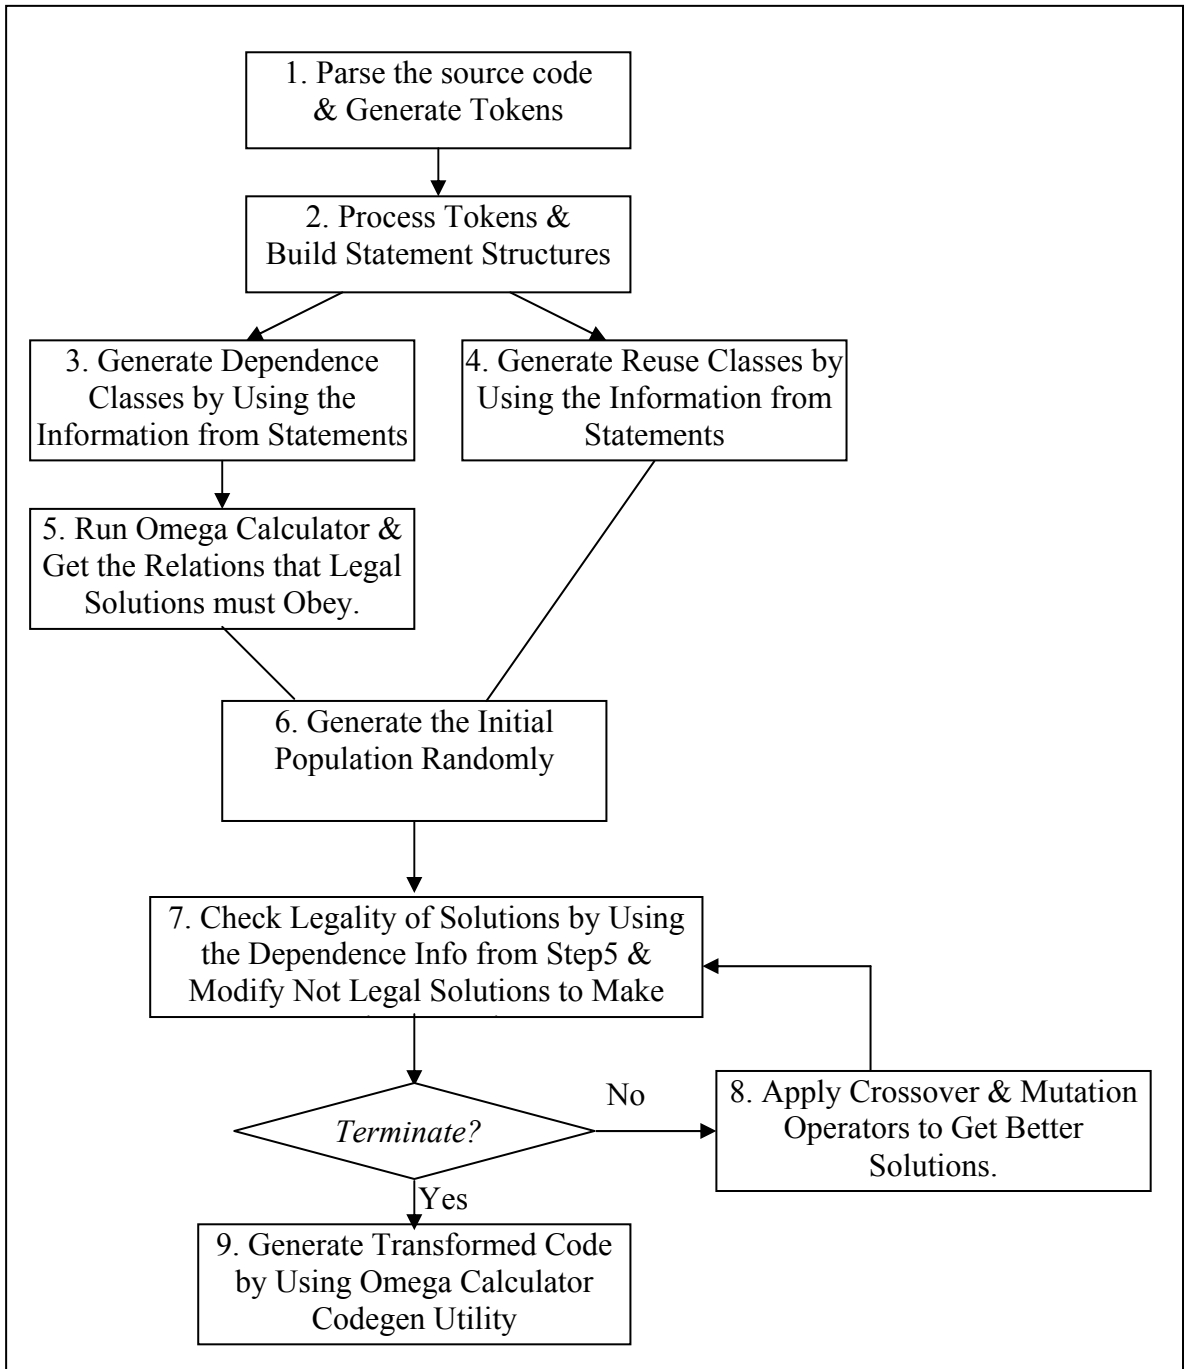 1. Parse the source code
& Generate Tokens
2. Process Tokens &
Build Statement Structures
3. Generate Dependence
Classes by Using the
Information from Statements
4. Generate Reuse Classes by
Using the Information from
Statements
5. Run Omega Calculator &
Get the Relations that Legal
Solutions must Obey.
6. Generate the Initial
Population Randomly
7. Check Legality of Solutions by Using
the Dependence Info from Step5 &
Modify Not Legal Solutions to Make
Terminate?
No
8. Apply Crossover & Mutation
Operators to Get Better
Solutions.
Yes
9. Generate Transformed Code
by Using Omega Calculator
Codegen Utility